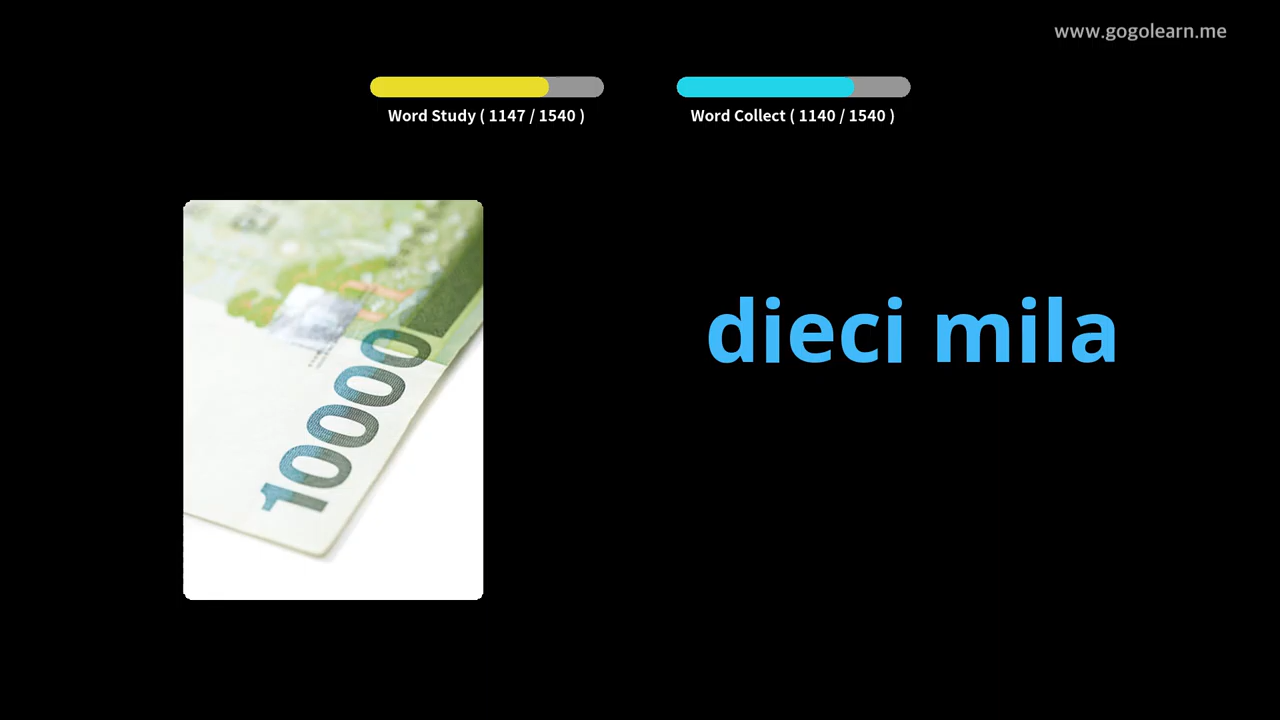 www.gogolearn.me
Word Study ( 1147 / 1540 )
Word Collect ( 1140 / 1540 )
dieci mila
10000